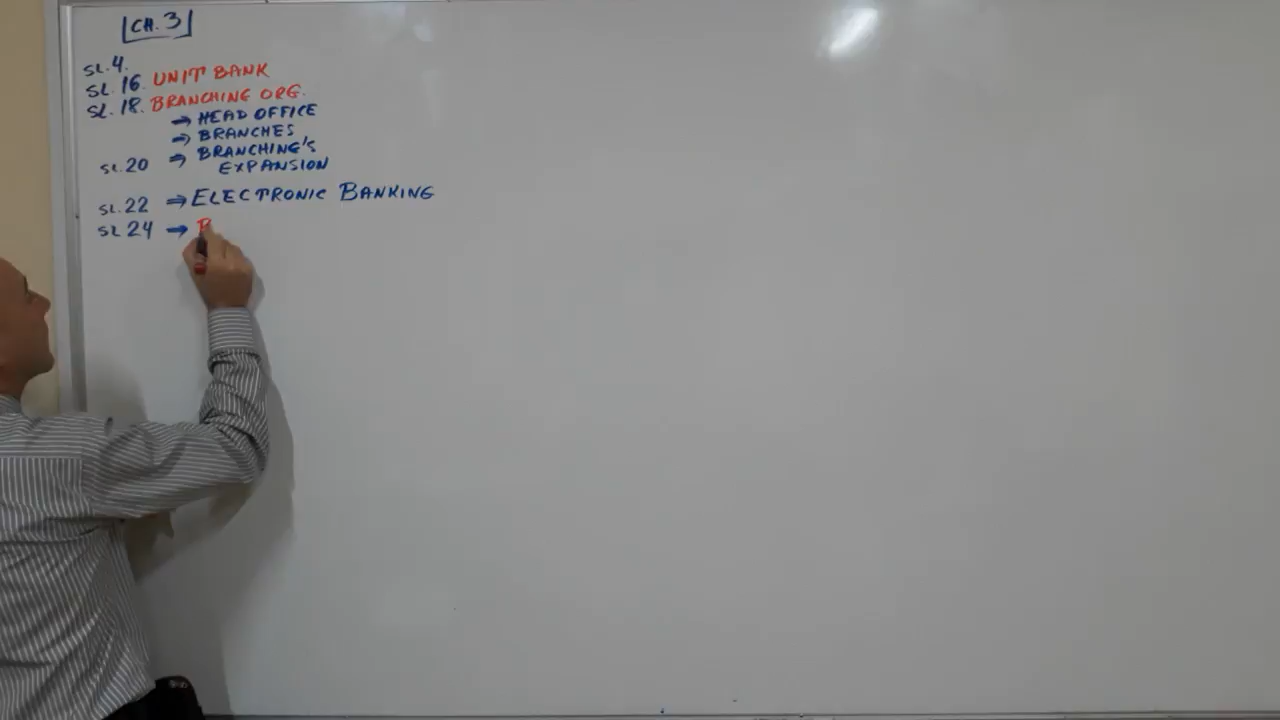 CH. 3
SL. 4.
SL. 16. UNIT BANK
SL. 18. BRANCHING ORG.
⇒ HEAD OFFICE
⇒ BRANCHES
SL. 20 ⇒ BRANCHING'S
EXPANSION
SL. 22 ⇒ ELECTRONIC BANKING
SL 24 →